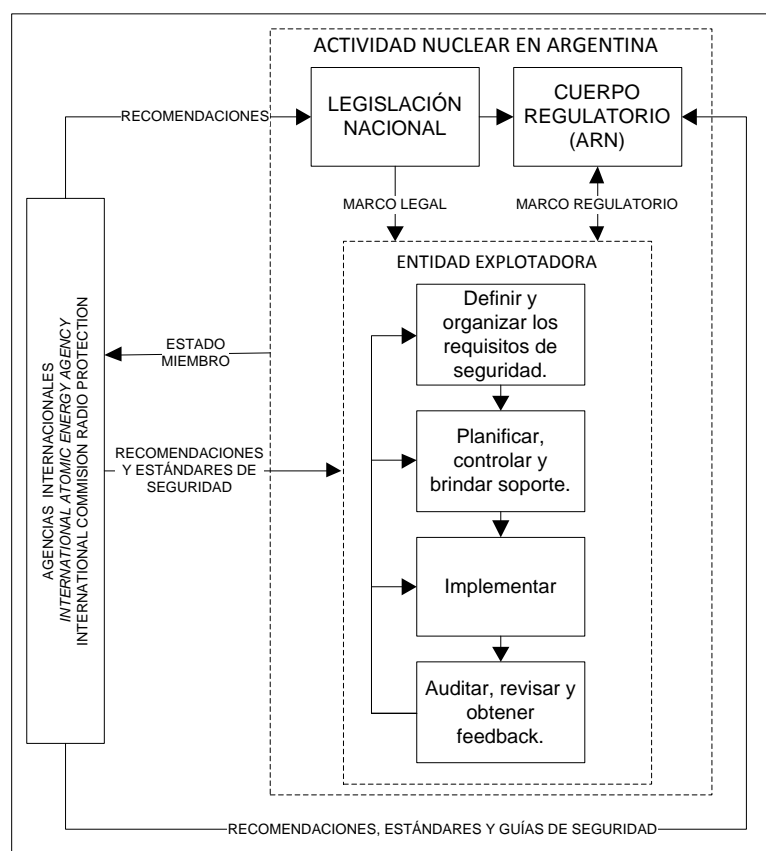 ACTIVIDAD NUCLEAR EN ARGENTINA
LEGISLACIÓN
NACIONAL
CUERPO
REGULATORIO
(ARN)
RECOMENDACIONES
MARCO LEGAL
MARCO REGULATORIO
ENTIDAD EXPLOTADORA
Definir y
organizar los
requisitos de
seguridad.
ESTADO
MIEMBRO
AGENCIAS INTERNACIONALES
INTERNATIONAL ATOMIC ENERGY AGENCY
INTERNATIONAL COMMISION RADIO PROTECTION
RECOMENDACIONES
Y ESTÁNDARES DE
SEGURIDAD
Planificar,
controlar y
brindar soporte.
Implementar
Auditar, revisar y
obtener
feedback.
RECOMENDACIONES, ESTÁNDARES Y GUÍAS DE SEGURIDAD